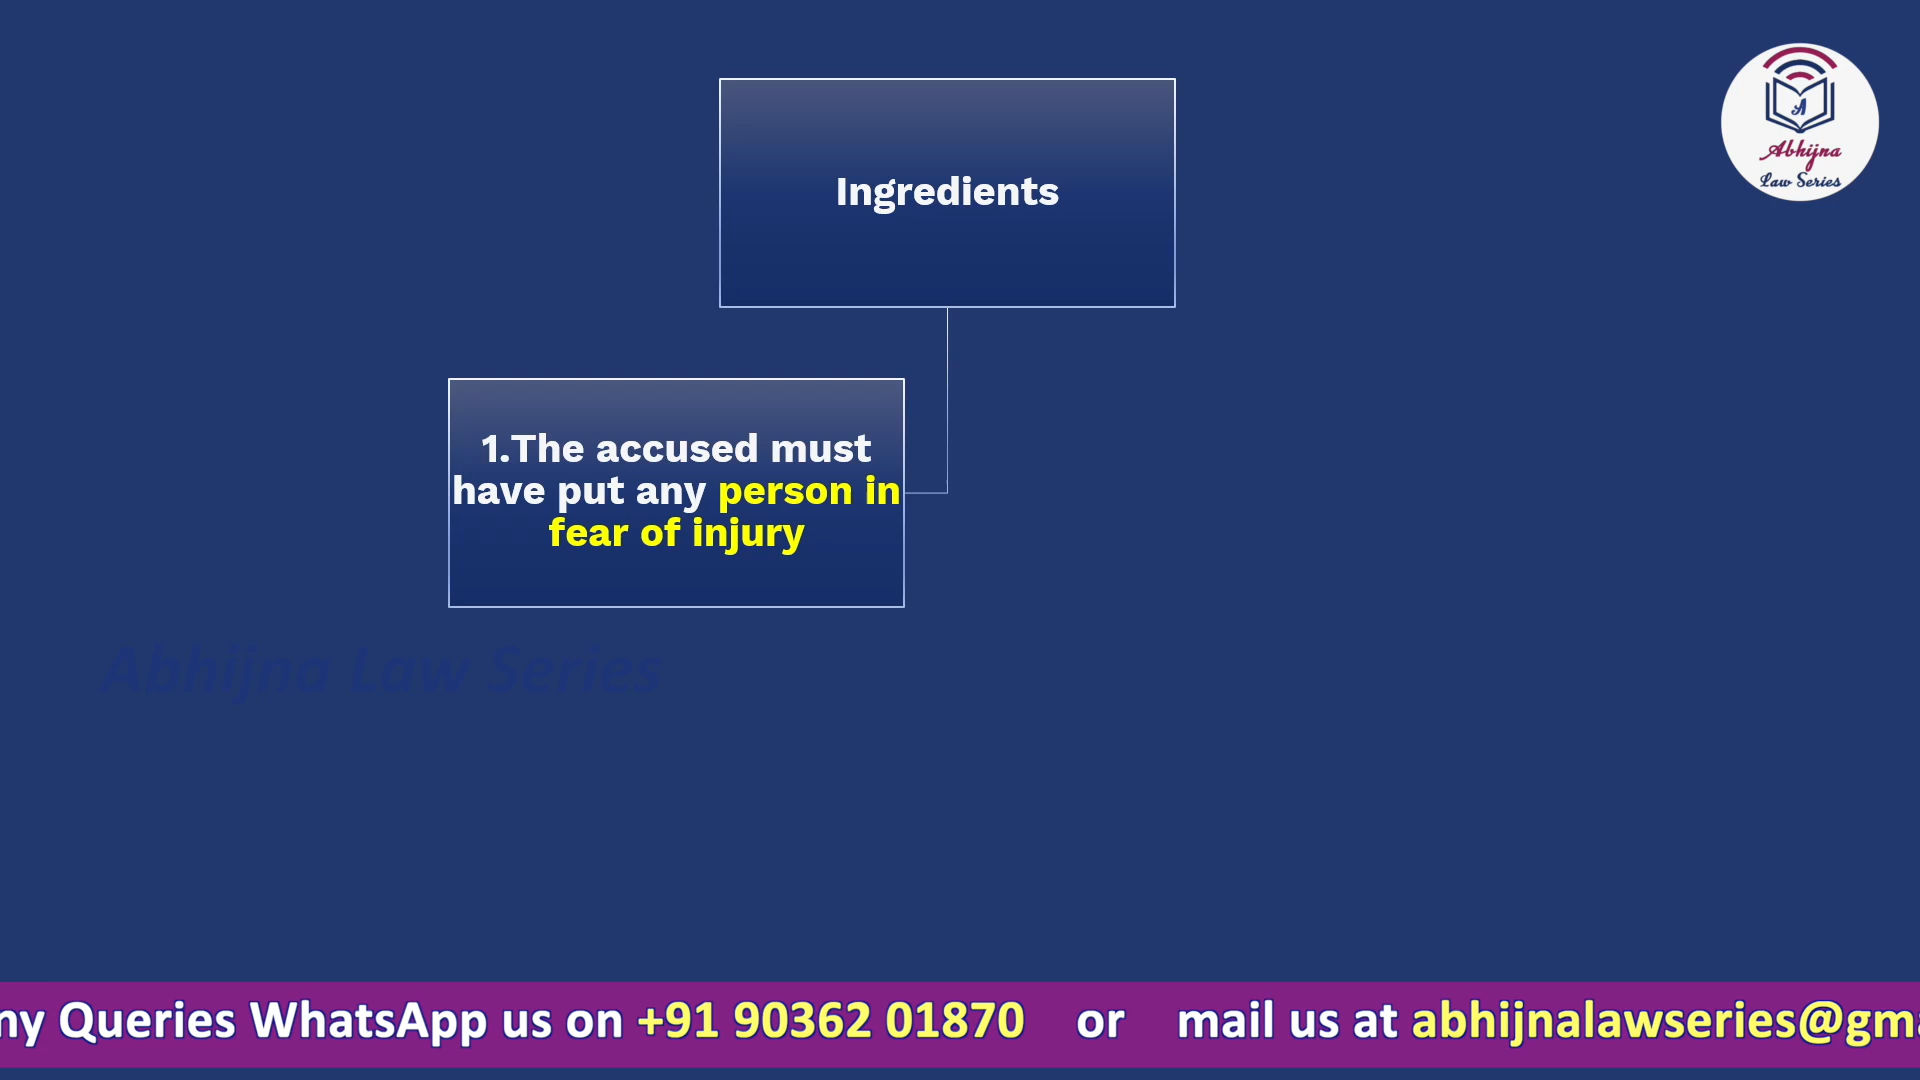 Ingredients
1.The accused must
have put any person in
fear of injury
A
Abhijna
Law Series
Abhijna Law Series
ny Queries WhatsApp us on +91 90362 01870 or mail us at abhijnalawseries@gma